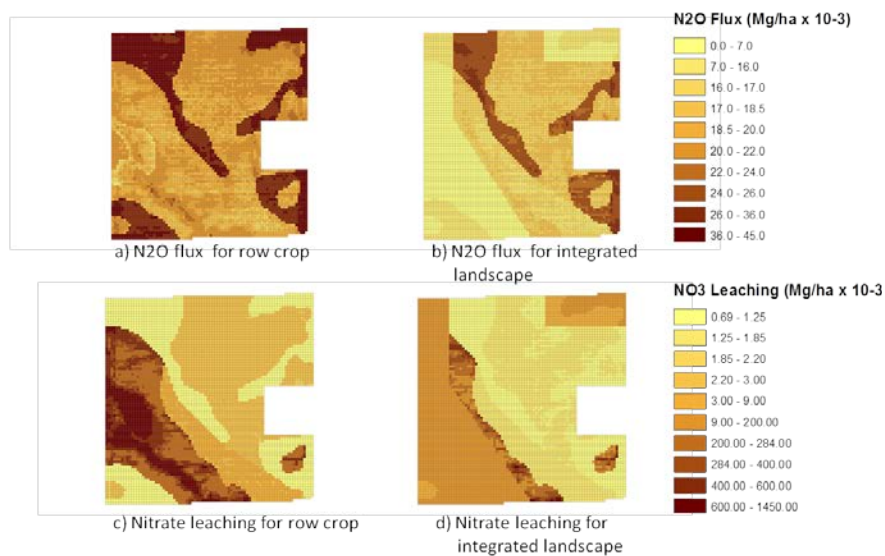 N2O Flux (Mg/ha x 10-3)
0.0 - 7.0
7.0 - 16.0
16.0 - 17.0
17.0 - 18.5
18.5 - 20.0
20.0 - 22.0
22.0 - 24.0
24.0 - 26.0
26.0 - 36.0
36.0 - 45.0
a) N2O flux for row crop
b) N2O flux for integrated
landscape
NO3 Leaching (Mg/ha x 10-3
0.69 - 1.25
1.25 - 1.85
1.85 - 2.20
2.20 - 3.00
3.00 - 9.00
9.00 - 200.00
200.00 - 284.00
284.00 - 400.00
400.00 - 600.00
600.00 - 1450.00
c) Nitrate leaching for row crop
d) Nitrate leaching for
integrated landscape